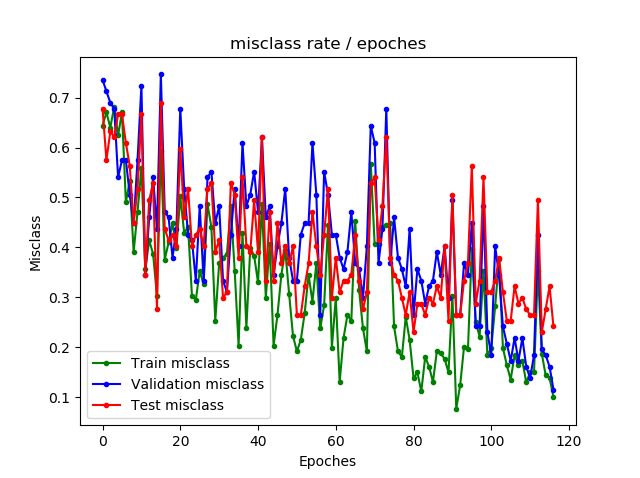 misclass rate / epoches
Misclass
0.7
0.6
0.5
0.4
0.3
0.2
0.1
Train misclass
Validation misclass
Test misclass
0 20 40 60 80 100 120
Epoches